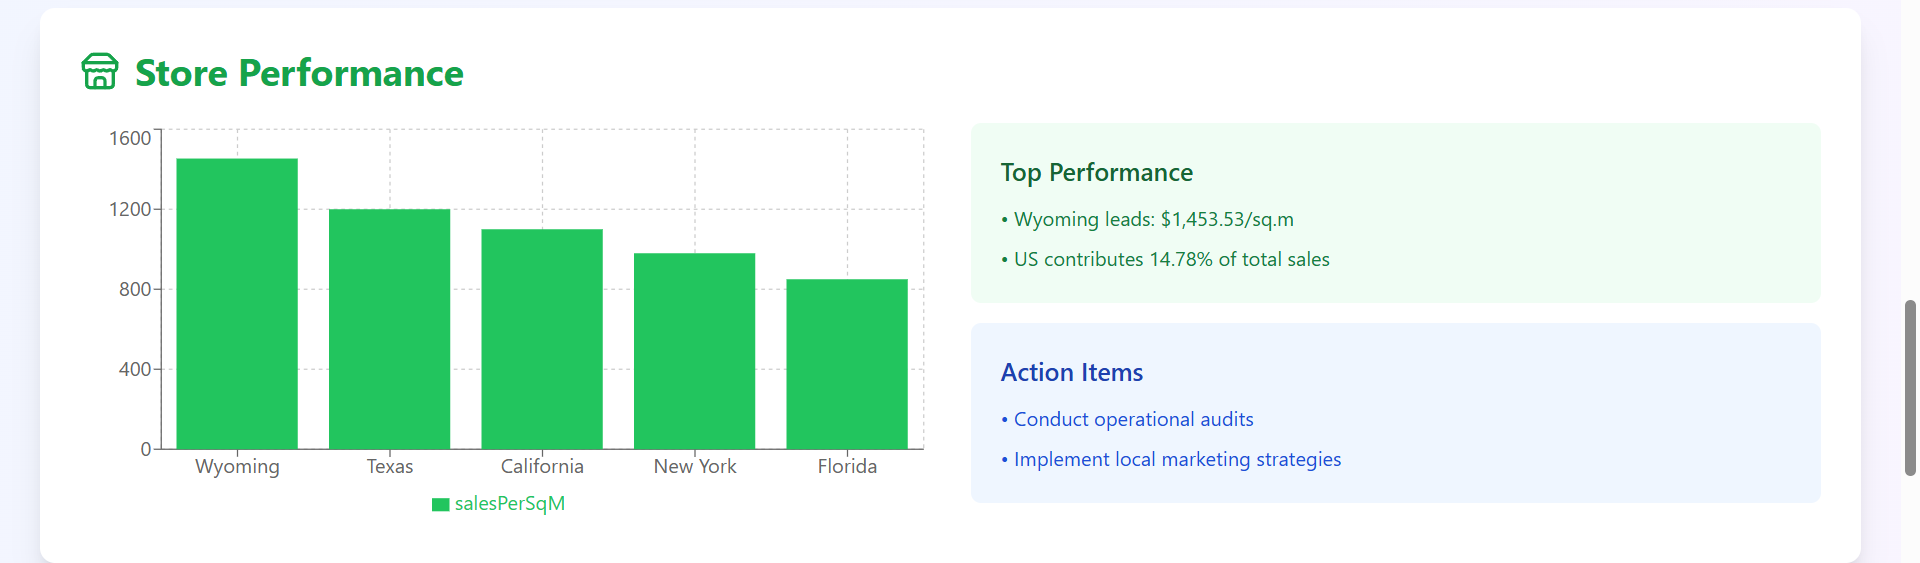 Store Performance
1600
1200
800
400
0
Wyoming
Texas
California
New York
Florida
salesPerSqM
Top Performance
• Wyoming leads: $1,453.53/sq.m
• US contributes 14.78% of total sales
Action Items
• Conduct operational audits
• Implement local marketing strategies